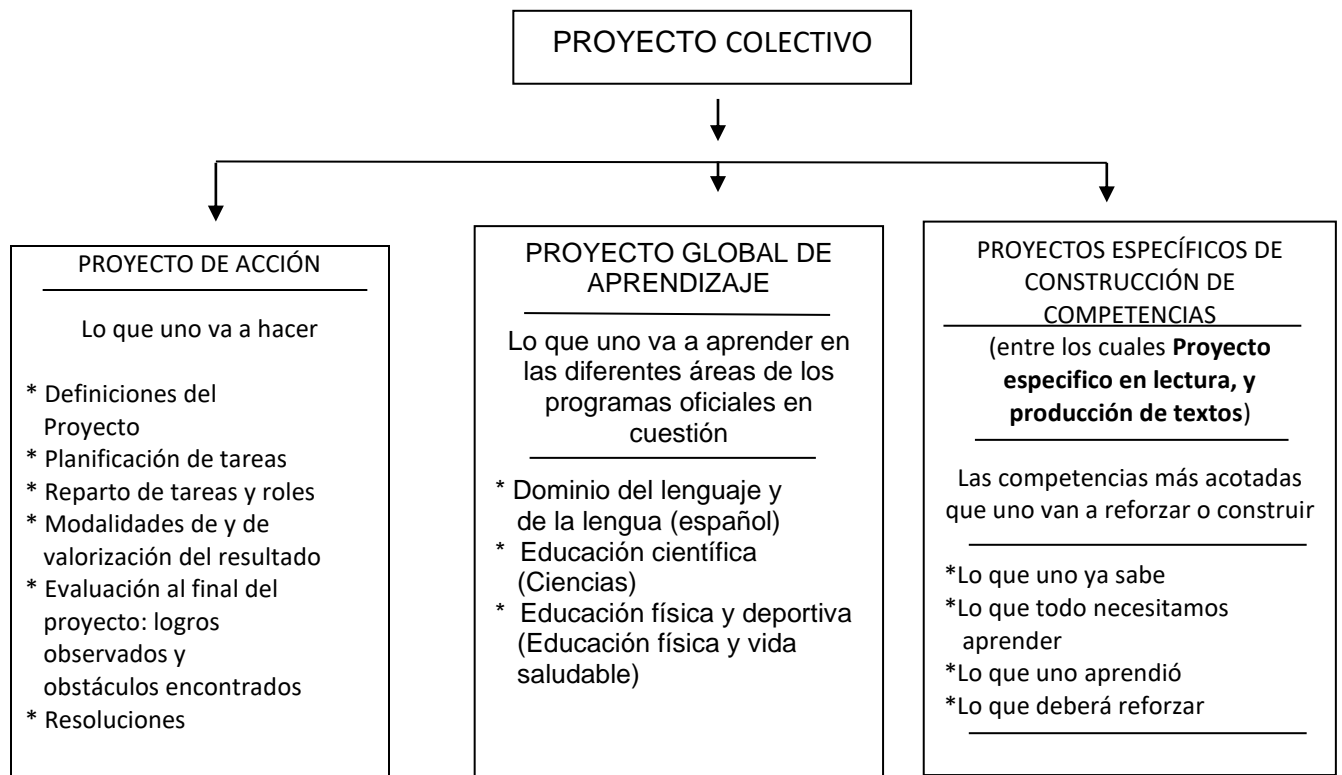 PROYECTO COLECTIVO
PROYECTO DE ACCIÓN
Lo que uno va a hacer
* Definiciones del
Proyecto
* Planificación de tareas
* Reparto de tareas y roles
* Modalidades de y de
valorización del resultado
* Evaluación al final del
proyecto: logros
observados y
obstáculos encontrados
* Resoluciones
PROYECTO GLOBAL DE
APRENDIZAJE
Lo que uno va a aprender en
las diferentes áreas de los
programas oficiales en
cuestión
* Dominio del lenguaje y
de la lengua (español)
* Educación científica
(Ciencias)
* Educación física y deportiva
(Educación física y vida
saludable)
PROYECTOS ESPECÍFICOS DE
CONSTRUCCIÓN DE
COMPETENCIAS
(entre los cuales Proyecto
especifico en lectura, y
producción de textos)
Las competencias más acotadas
que uno van a reforzar o construir
*Lo que uno ya sabe
*Lo que todo necesitamos
aprender
*Lo que uno aprendió
*Lo que deberá reforzar